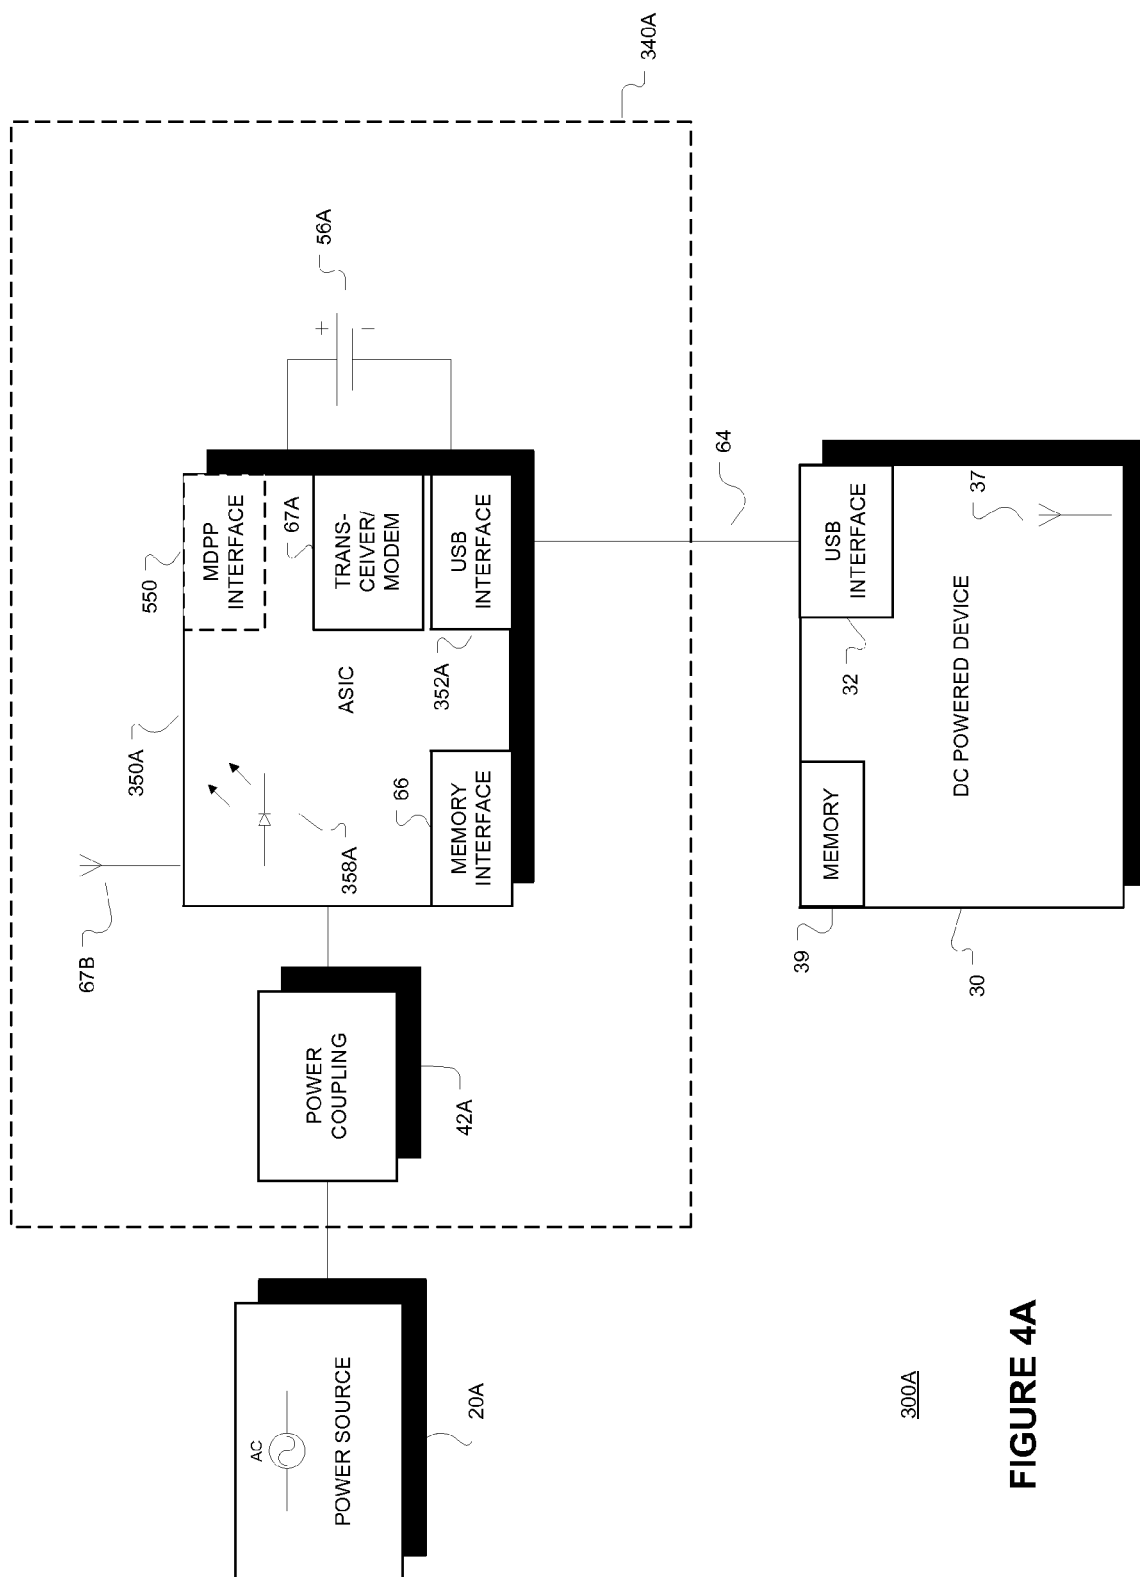 340A
56A
550
MDPP
INTERFACE
67A
TRANS-
CEIVER/
MODEM
USB
INTERFACE
352A
350A
ASIC
358A
66
MEMORY
INTERFACE
67B
POWER
COUPLING
42A
AC
POWER SOURCE
20A
64
USB
INTERFACE
32
37
DC POWERED DEVICE
MEMORY
39
30
300A
FIGURE 4A